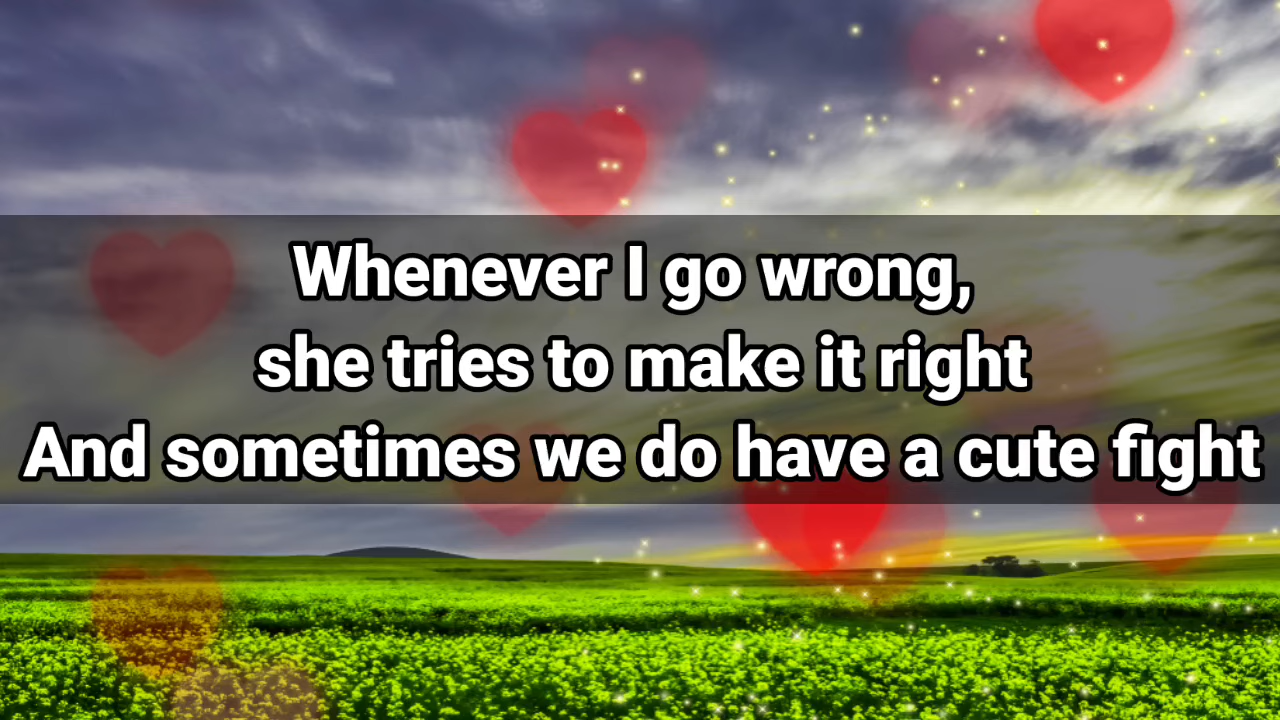 Whenever I go wrong,
she tries to make it right
And sometimes we do have a cute fight